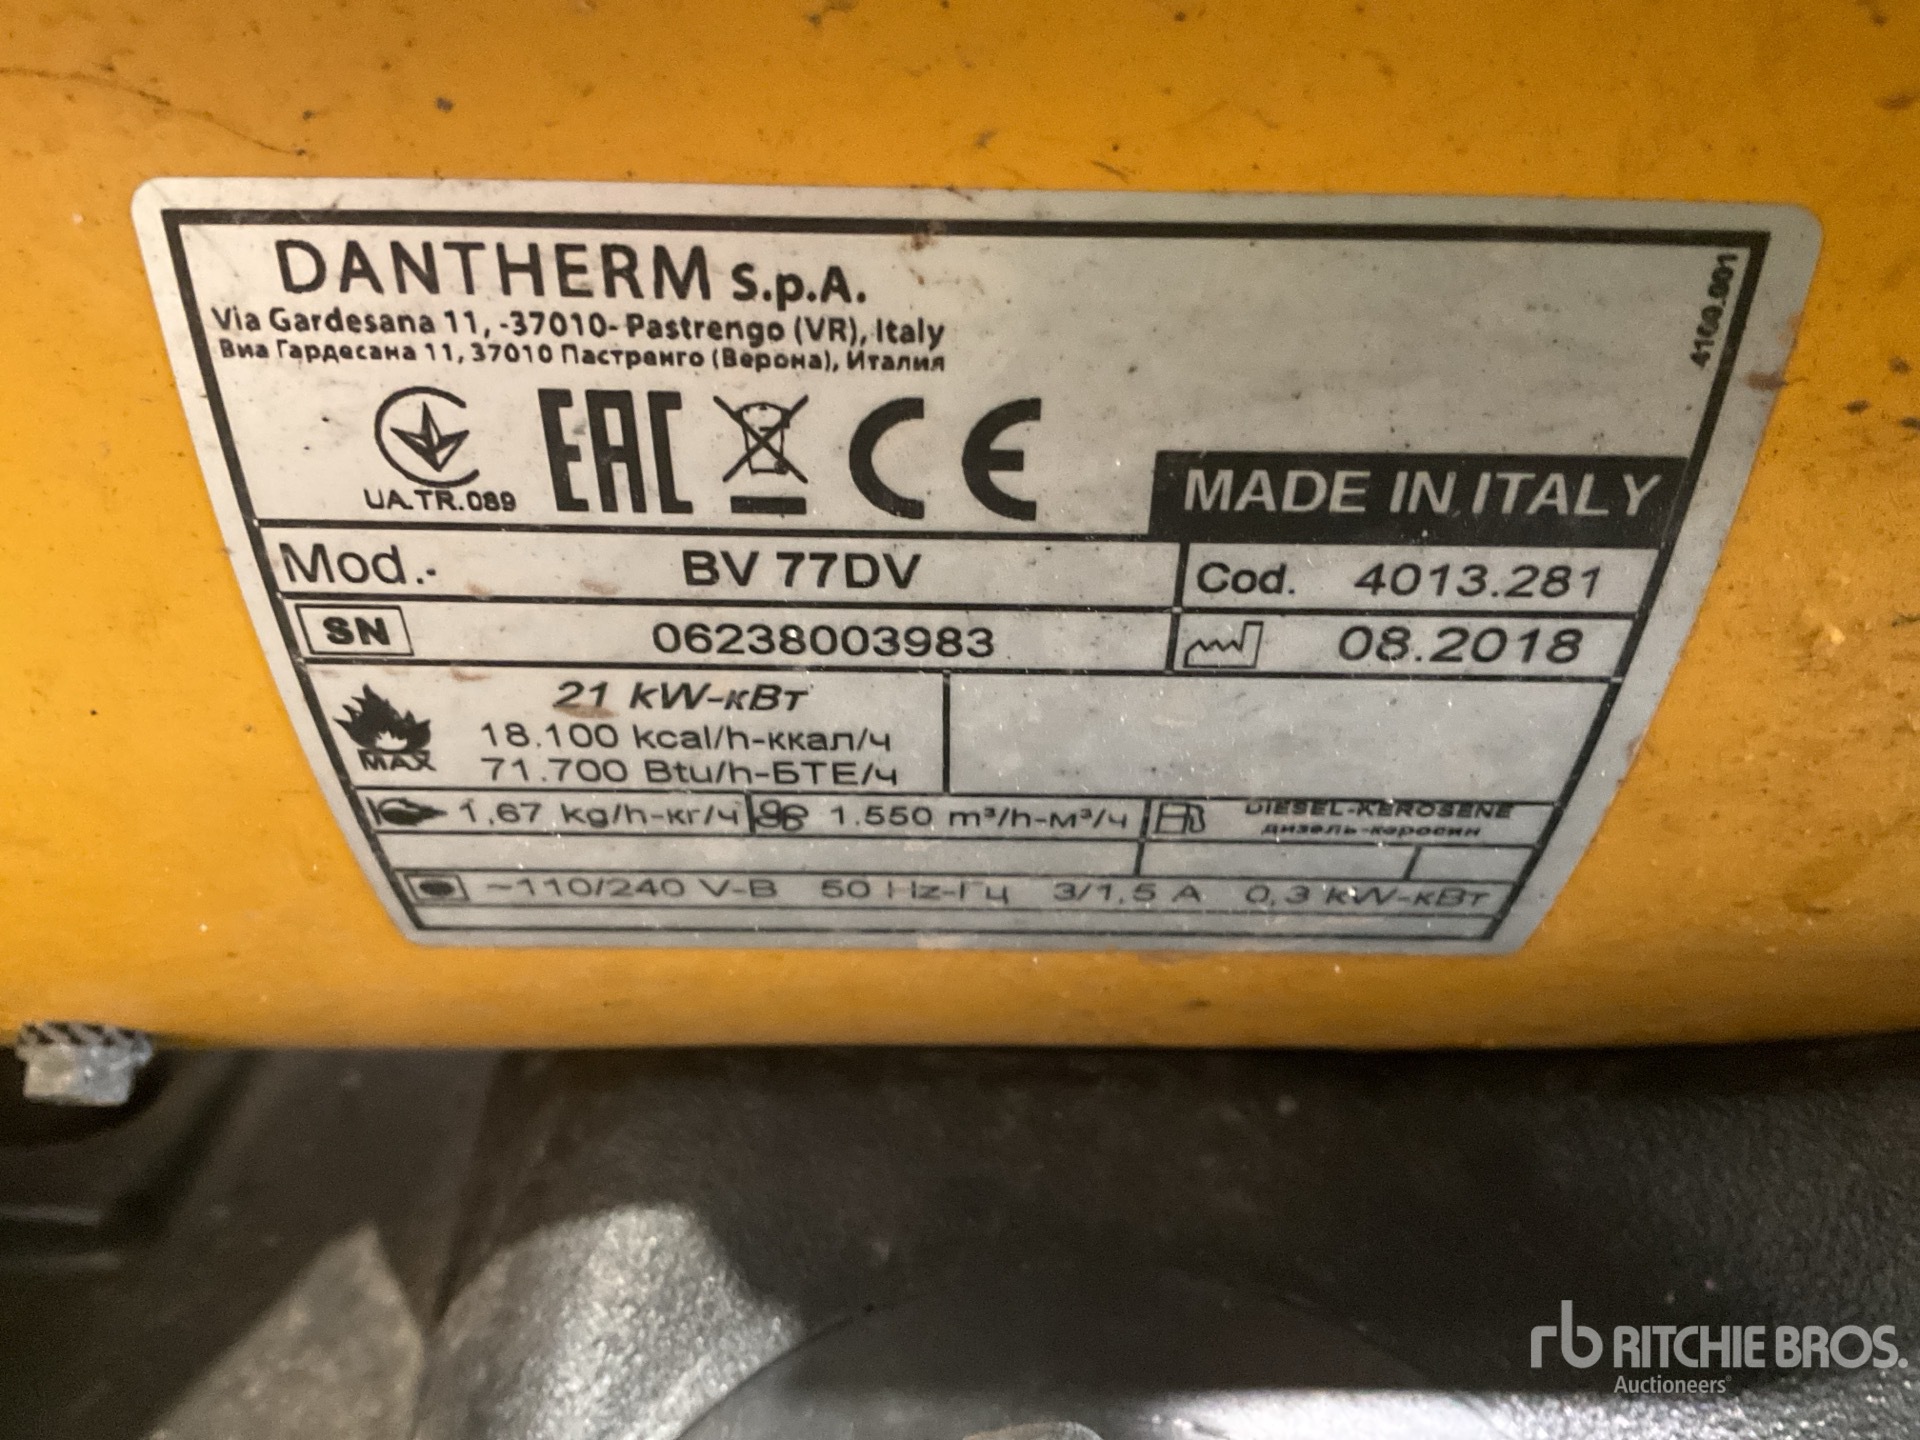 DANTHERM S.p.A.
Via Gardesana 11, -37010- Pastrengo (VR), Italy
Виа Гардесана 11, 37010 Пастренго (Верона), Италия
4160.991
UA.TR.089
EAC
CE
MADE IN ITALY
Mod.-
BV 77DV
Cod. 4013.281
SN
06238003983
08.2018
21 kW-кВт
18.100 kcal/h-ккал/ч
MAX
71.700 Btu/h-БТЕ/ч
1,67 kg/h-кг/ч
1.550 m³/h-м³/ч
DIESEL-KEROSENE
дизель-керосин
~110/240 V-В 50 Hz-Гц 3/1,5 A 0,3 kW-кВт
rb RITCHIE BROS.
Auctioneers